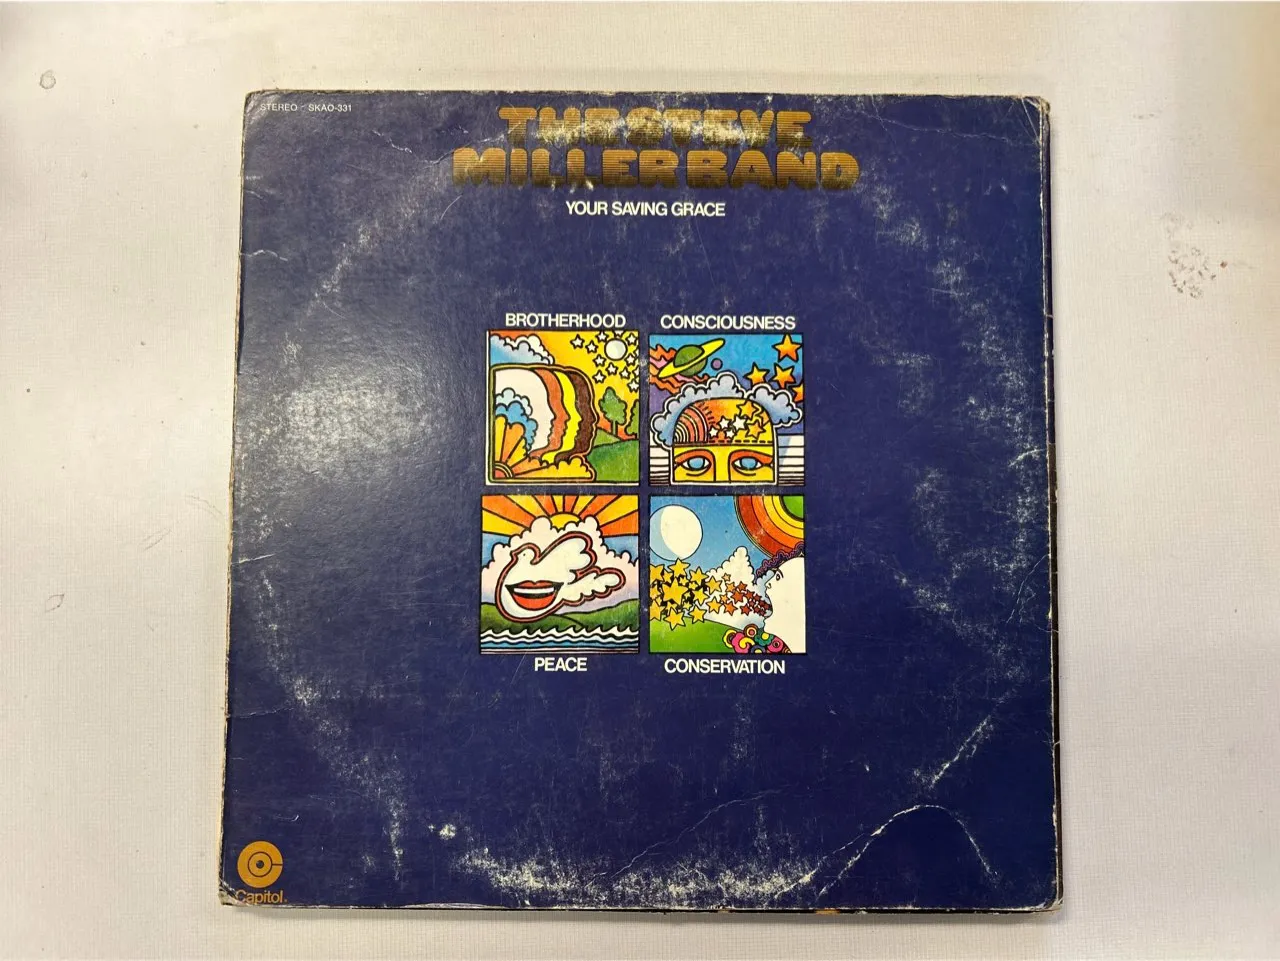 STEREO SKAO-331
THE STEVE
MILLER BAND
YOUR SAVING GRACE
BROTHERHOOD
CONSCIOUSNESS
PEACE
CONSERVATION
Capitol